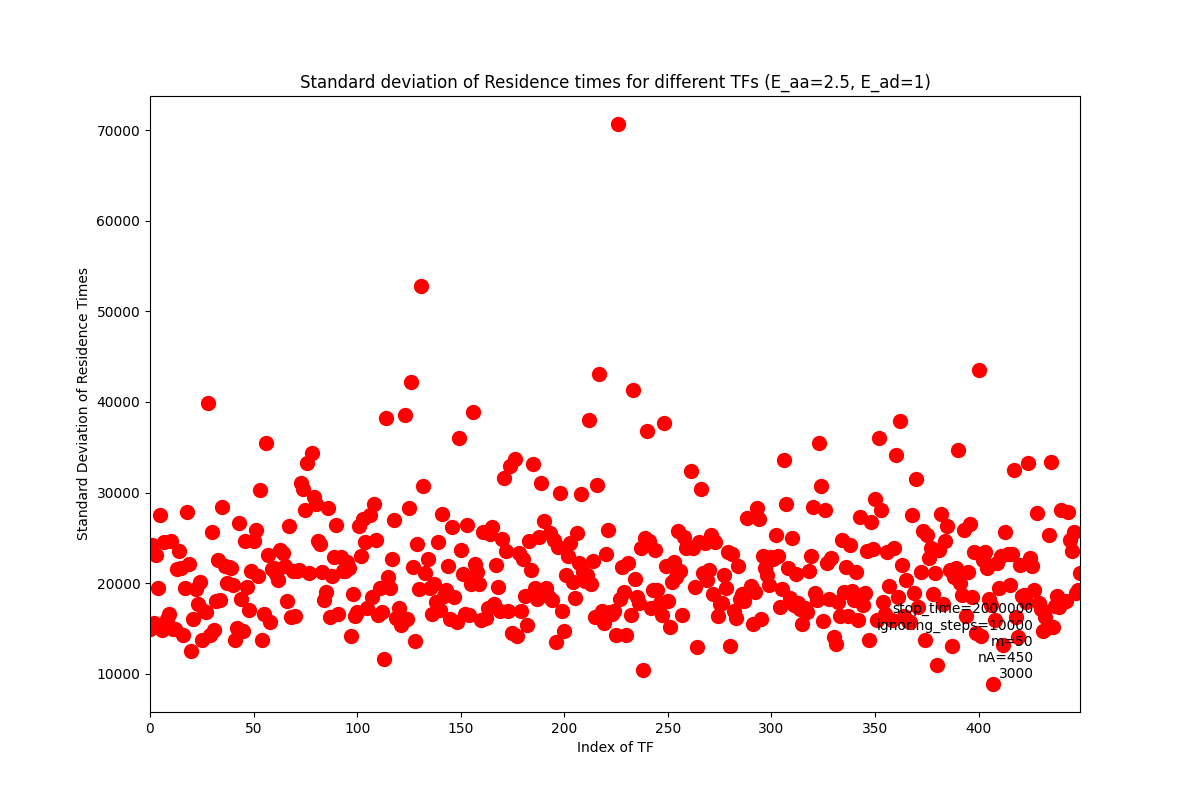 Standard deviation of Residence times for different TFs (E_aa=2.5, E_ad=1)
70000
60000
50000
40000
30000
20000
10000
Standard Deviation of Residence Times
stop_time=2000000
ignoring_steps=10000
m=50
nA=450
3000
0 50 100 150 200 250 300 350 400
Index of TF